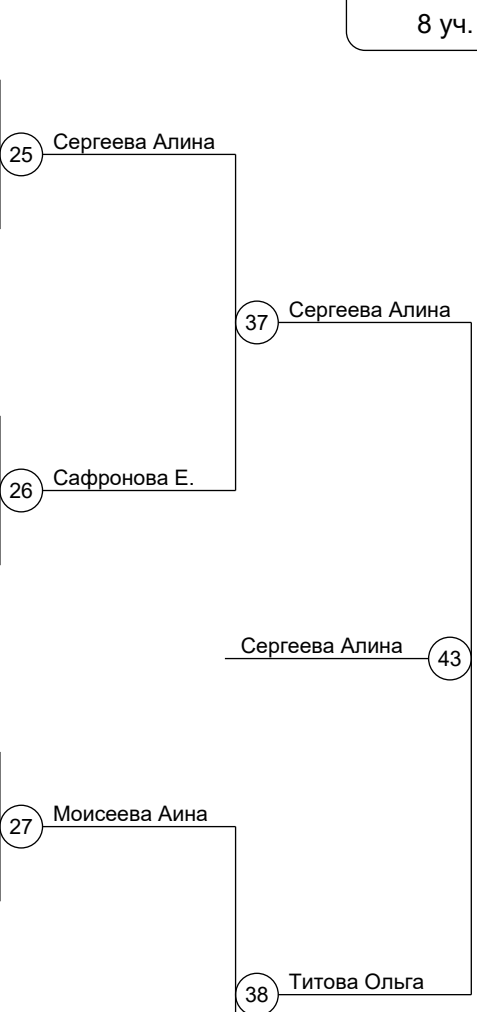 8 уч.
25 Сергеева Алина
37 Сергеева Алина
26 Сафронова Е.
Сергеева Алина 43
27 Моисеева Аина
38 Титова Ольга